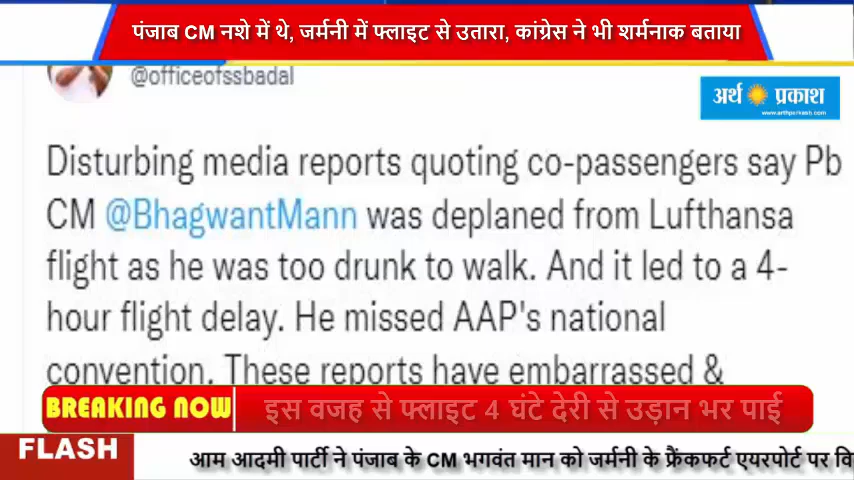 पंजाब CM नशे में थे, जर्मनी में फ्लाइट से उतारा, कांग्रेस ने भी शर्मनाक बताया
@officeofssbadal
अर्थ प्रकाश
www.arthparkash.com
Disturbing media reports quoting co-passengers say Pb
CM @BhagwantMann was deplaned from Lufthansa
flight as he was too drunk to walk. And it led to a 4-
hour flight delay. He missed AAP's national
convention. These reports have embarrassed &
BREAKING NOW
इस वजह से फ्लाइट 4 घंटे देरी से उड़ान भर पाई
FLASH
आम आदमी पार्टी ने पंजाब के CM भगवंत मान को जर्मनी के फ्रैंकफर्ट एयरपोर्ट पर वि